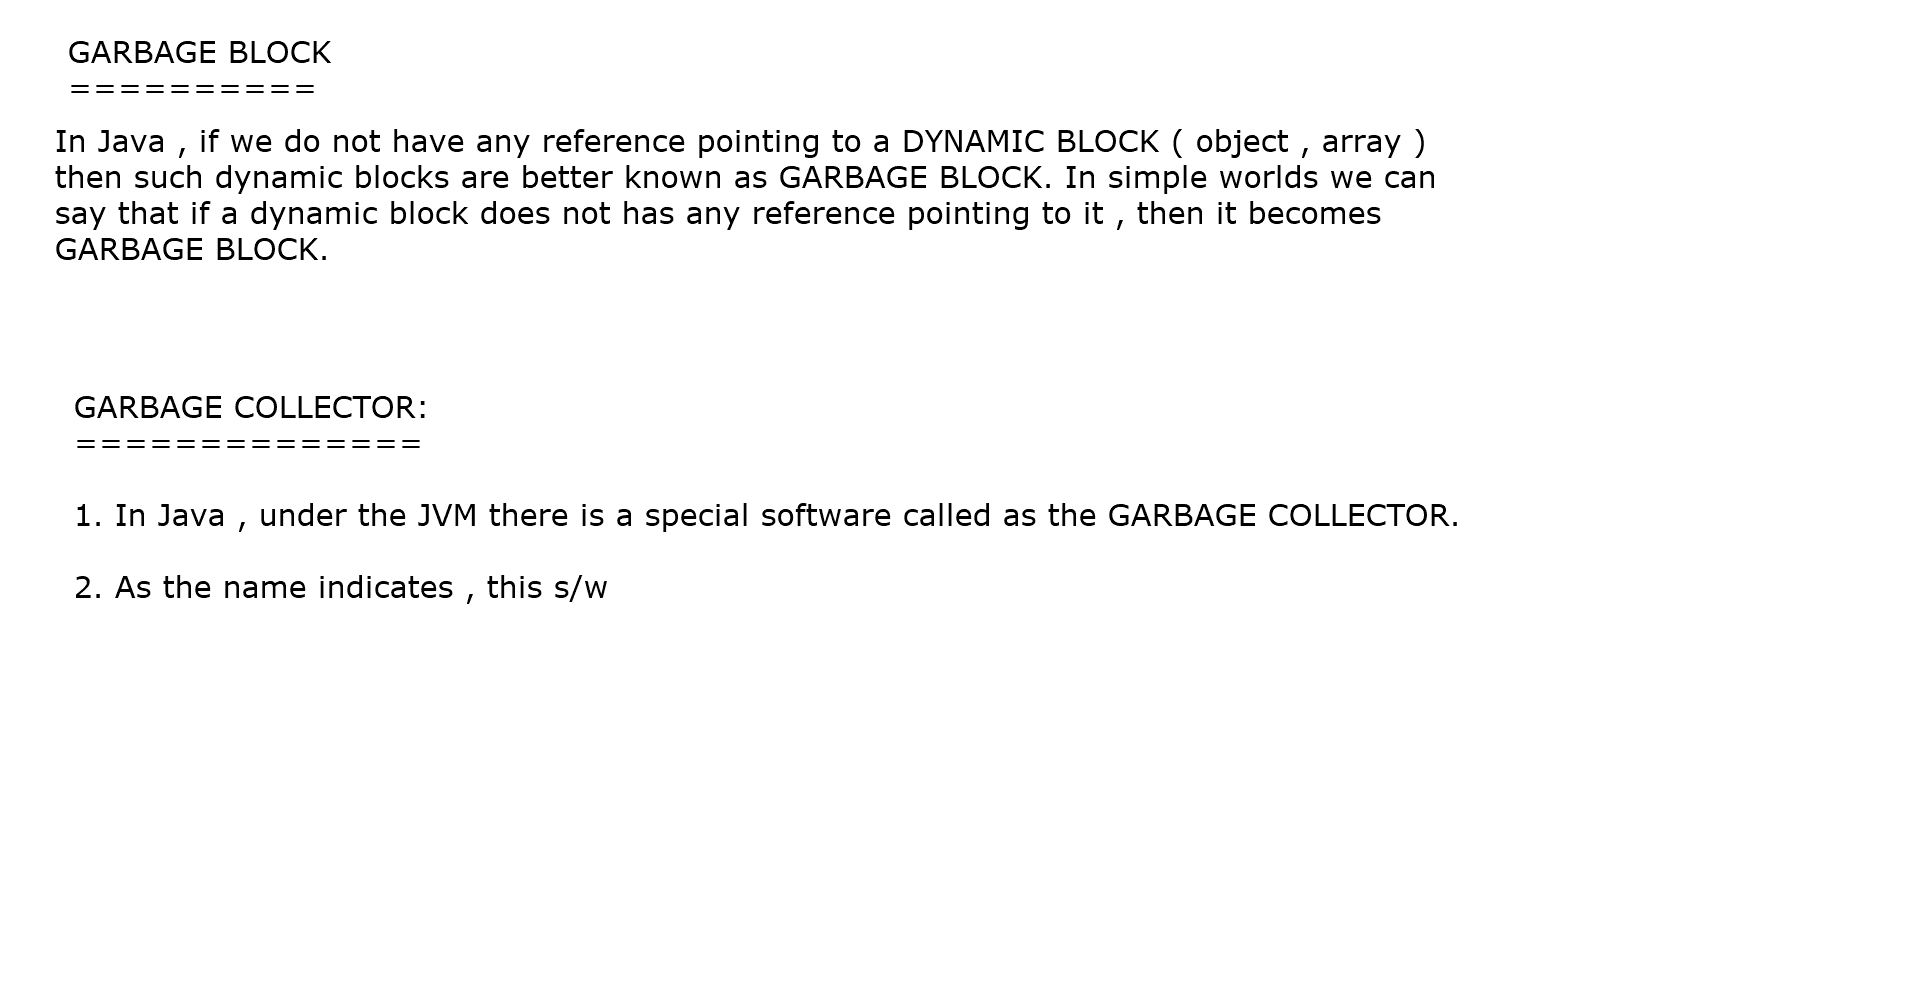 GARBAGE BLOCK
==========
In Java , if we do not have any reference pointing to a DYNAMIC BLOCK ( object , array )
then such dynamic blocks are better known as GARBAGE BLOCK. In simple worlds we can
say that if a dynamic block does not has any reference pointing to it , then it becomes
GARBAGE BLOCK.
GARBAGE COLLECTOR:
==============
1. In Java , under the JVM there is a special software called as the GARBAGE COLLECTOR.
2. As the name indicates , this s/w